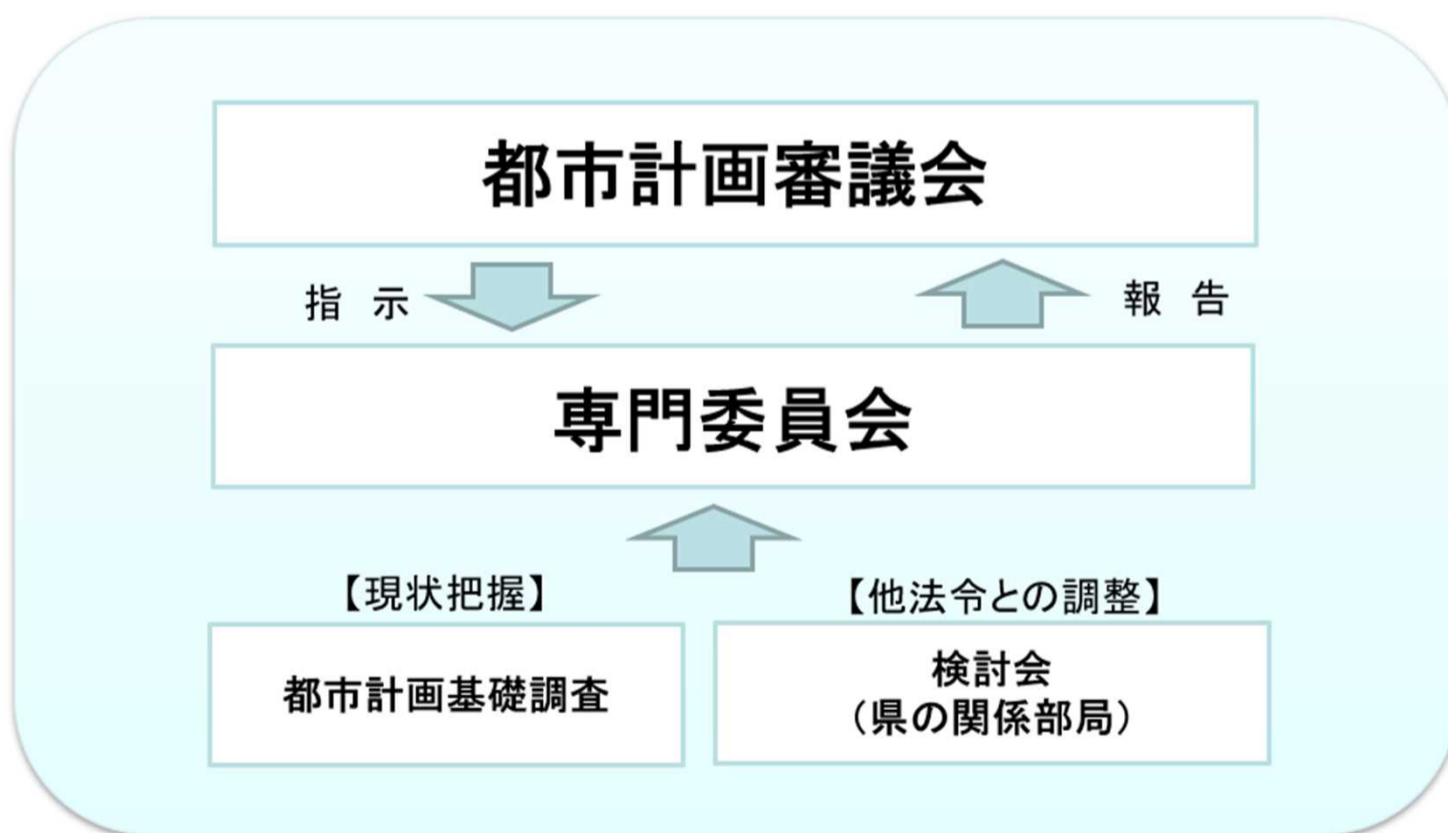 都市計画審議会
指 示
報 告
専門委員会
【現状把握】
【他法令との調整】
都市計画基礎調査
検討会
（県の関係部局）